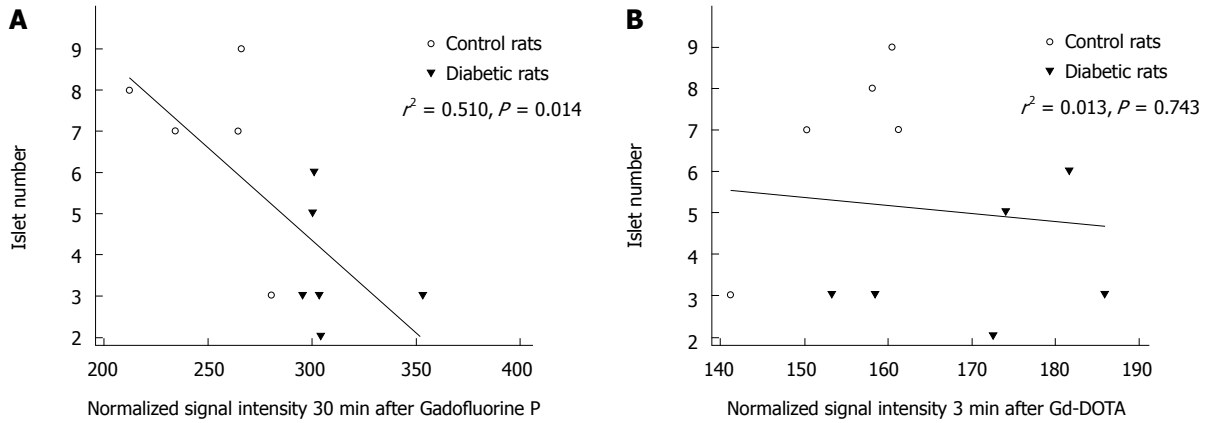 A
9
8
7
6
5
4
3
2
Islet number
○ Control rats
▼ Diabetic rats
r² = 0.510, P = 0.014
200 250 300 350 400
Normalized signal intensity 30 min after Gadofluorine P
B
9
8
7
6
5
4
3
2
Islet number
○ Control rats
▼ Diabetic rats
r² = 0.013, P = 0.743
140 150 160 170 180 190
Normalized signal intensity 3 min after Gd-DOTA